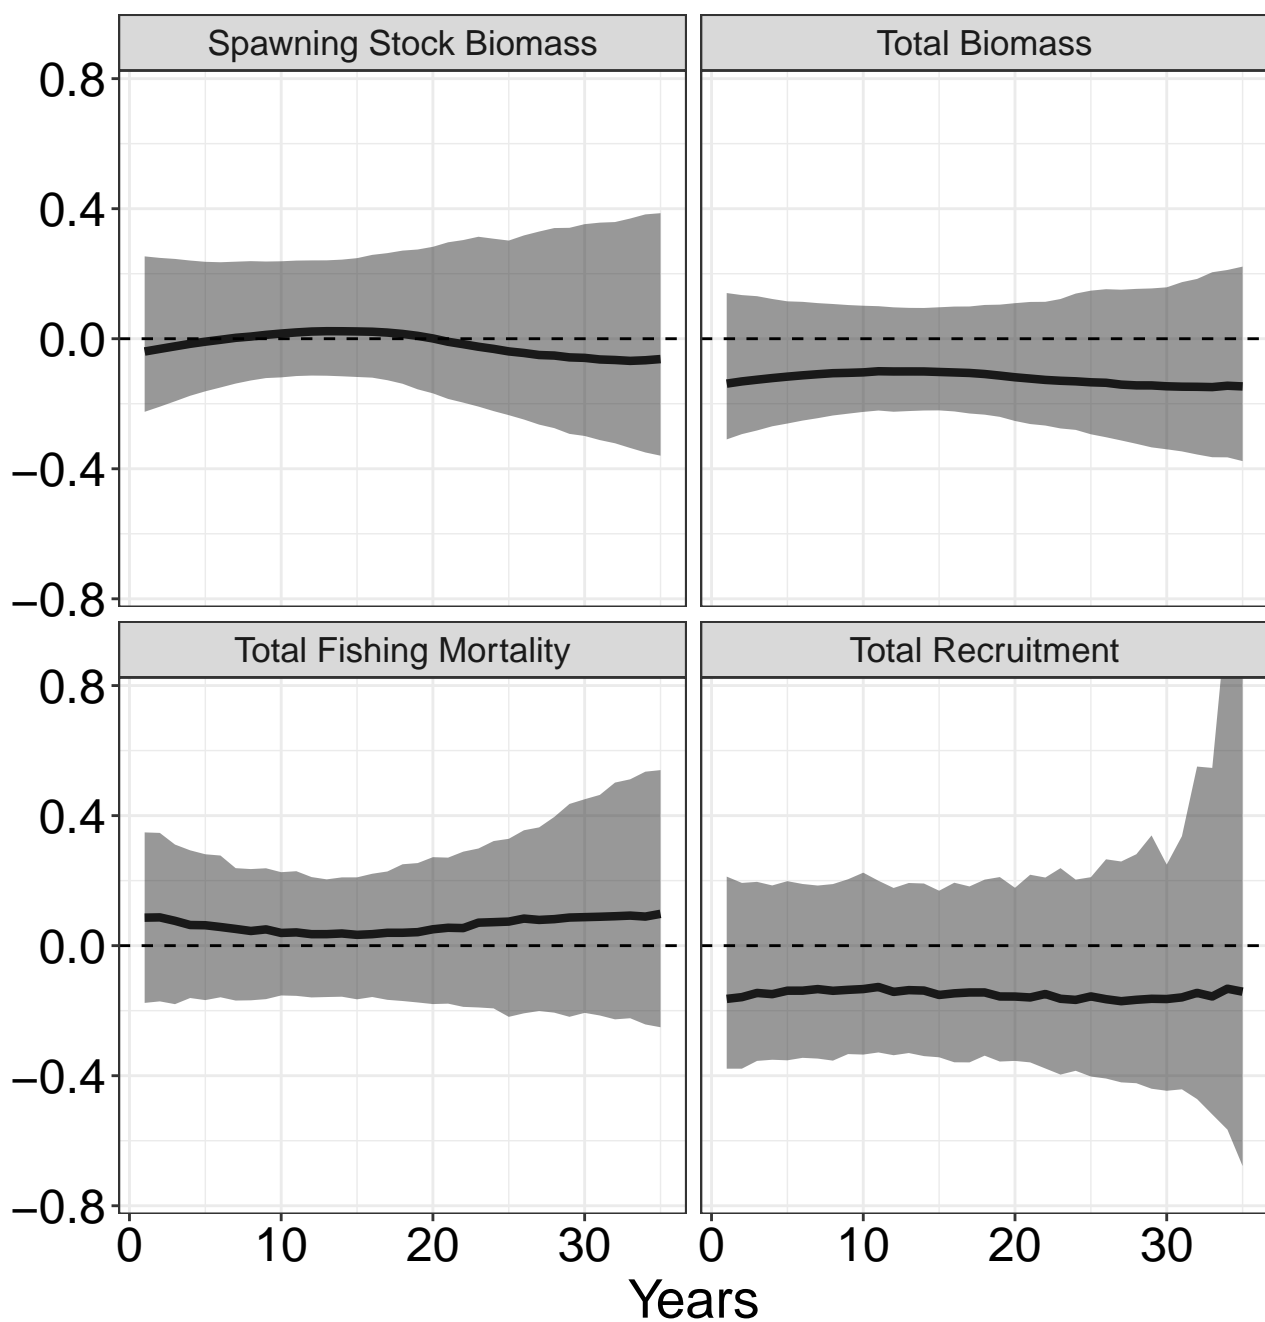 Spawning Stock Biomass
Total Biomass
0.8
0.4
0.0
−0.4
−0.8
Total Fishing Mortality
Total Recruitment
0.8
0.4
0.0
−0.4
−0.8
0 10 20 30
0 10 20 30
Years